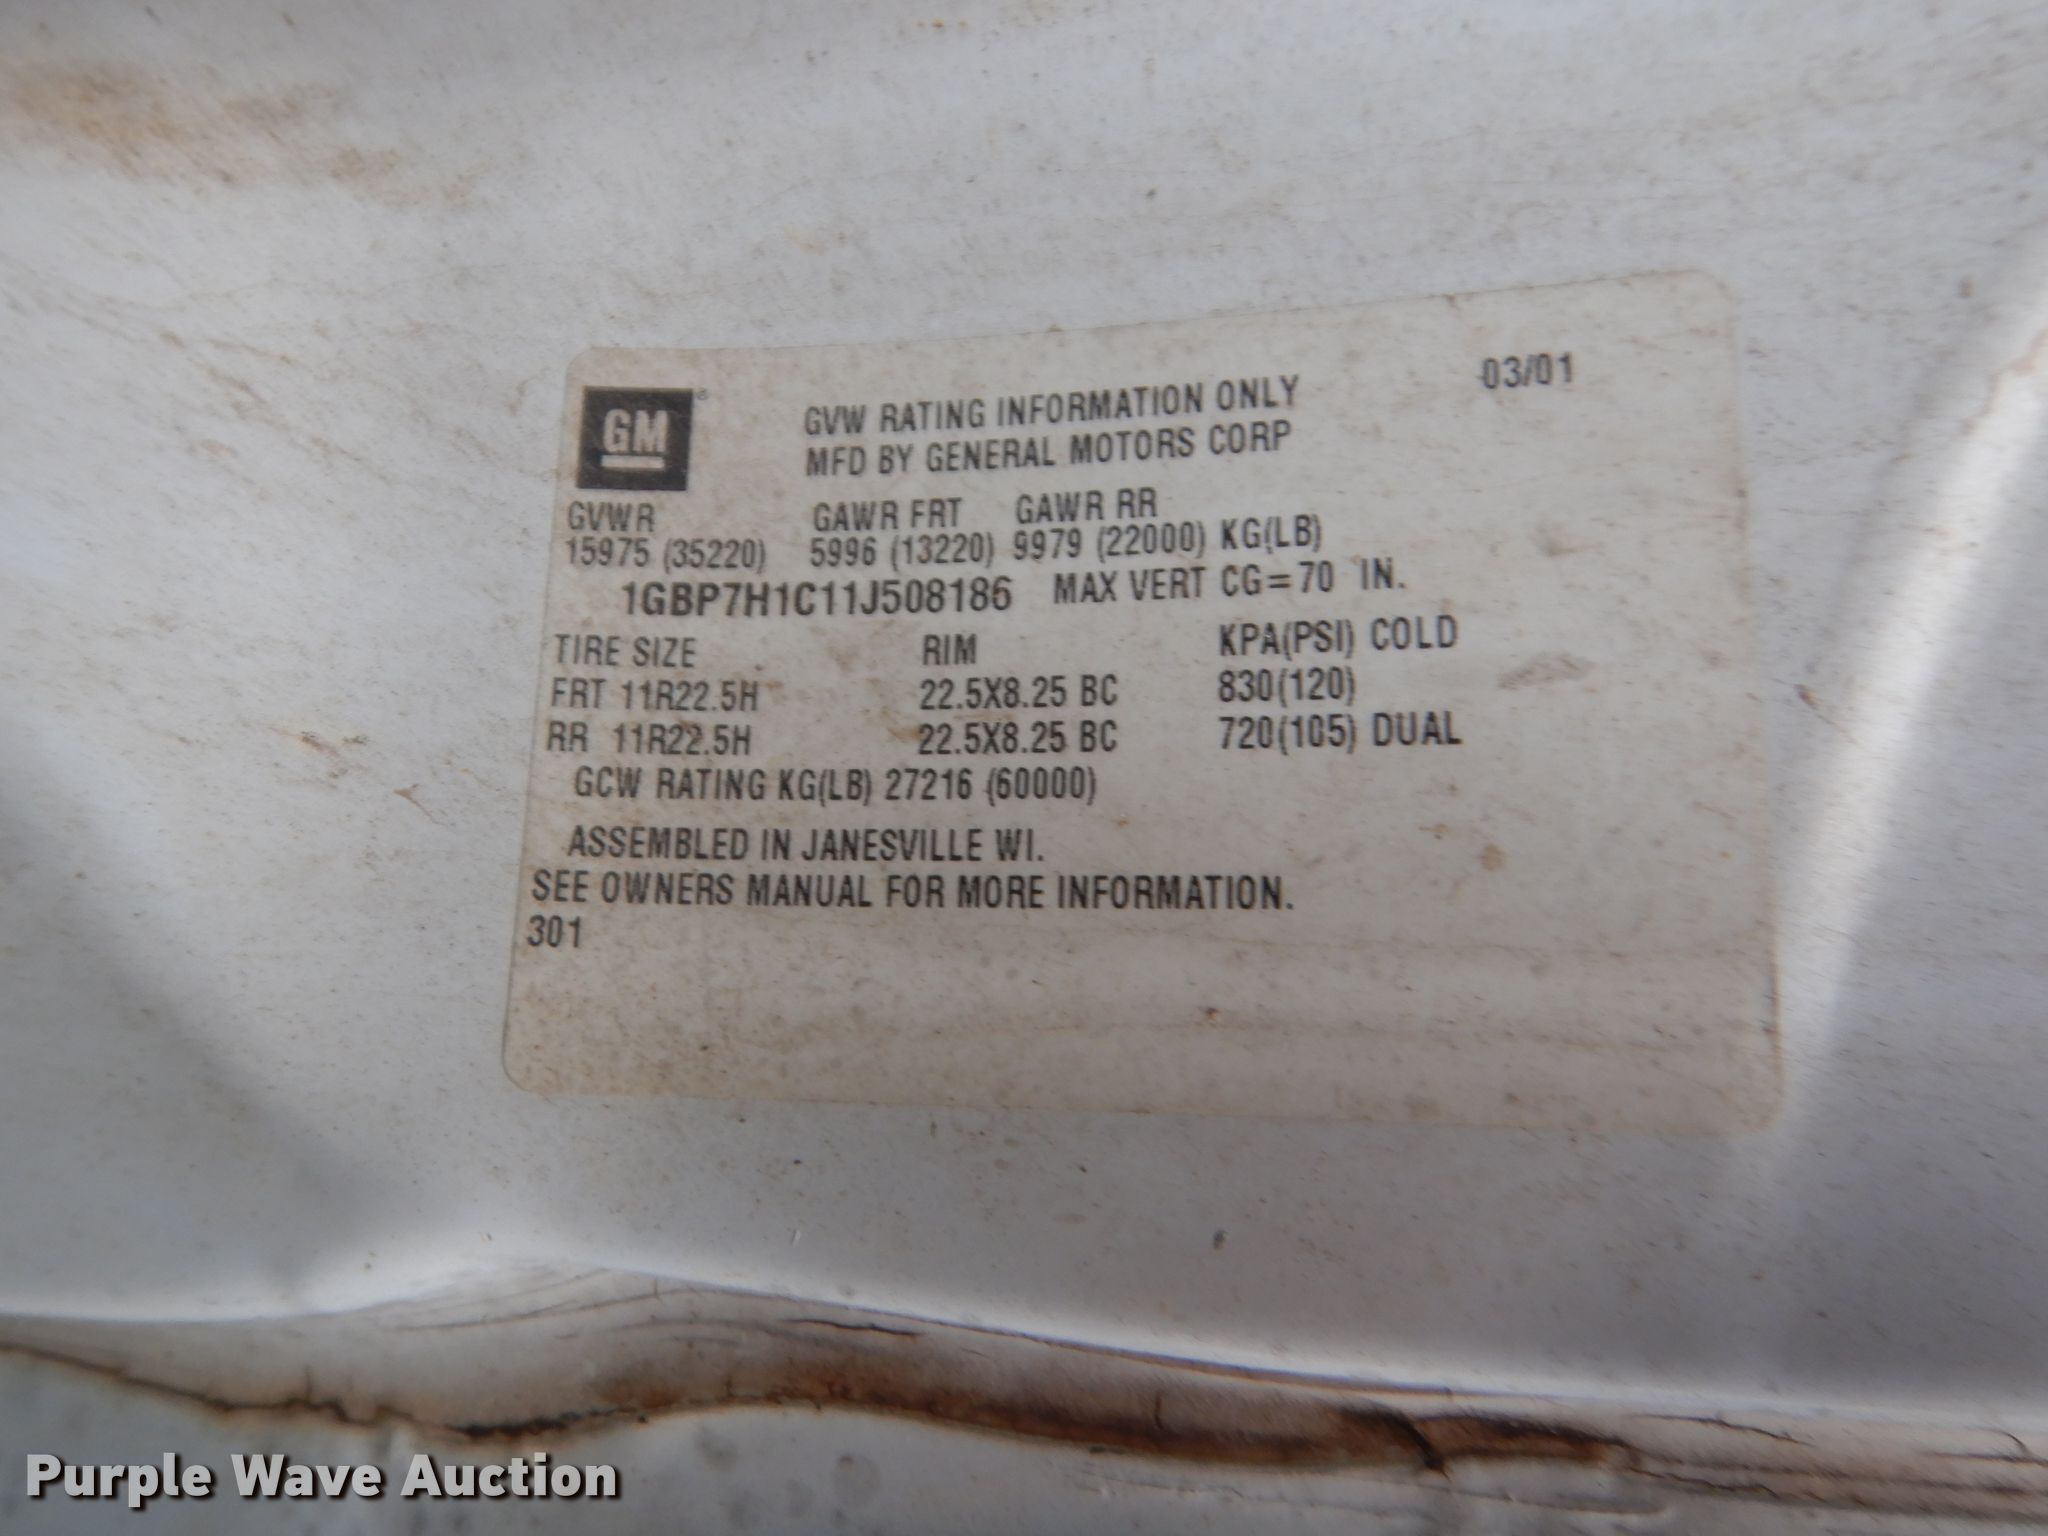 03/01
GM
GVW RATING INFORMATION ONLY
MFD BY GENERAL MOTORS CORP
GVWR GAWR FRT GAWR RR
15975 (35220) 5996 (13220) 9979 (22000) KG(LB)
1GBP7H1C11J508186 MAX VERT CG=70 IN.
TIRE SIZE RIM KPA(PSI) COLD
FRT 11R22.5H 22.5X8.25 BC 830(120)
RR 11R22.5H 22.5X8.25 BC 720(105) DUAL
GCW RATING KG(LB) 27216 (60000)
ASSEMBLED IN JANESVILLE WI.
SEE OWNERS MANUAL FOR MORE INFORMATION.
301
Purple Wave Auction